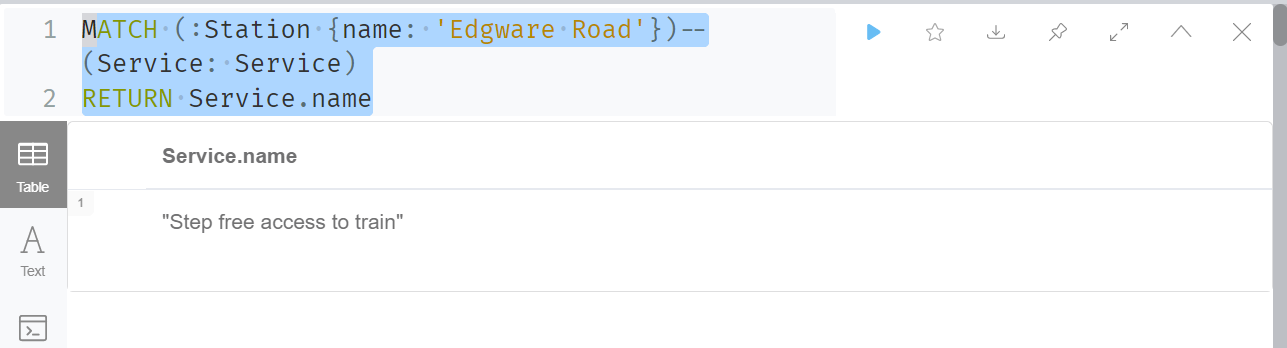 1 MATCH (:Station {name: 'Edgware Road'})--
(Service: Service)
2 RETURN Service.name
Table
Service.name
1
"Step free access to train"
A
Text
>_